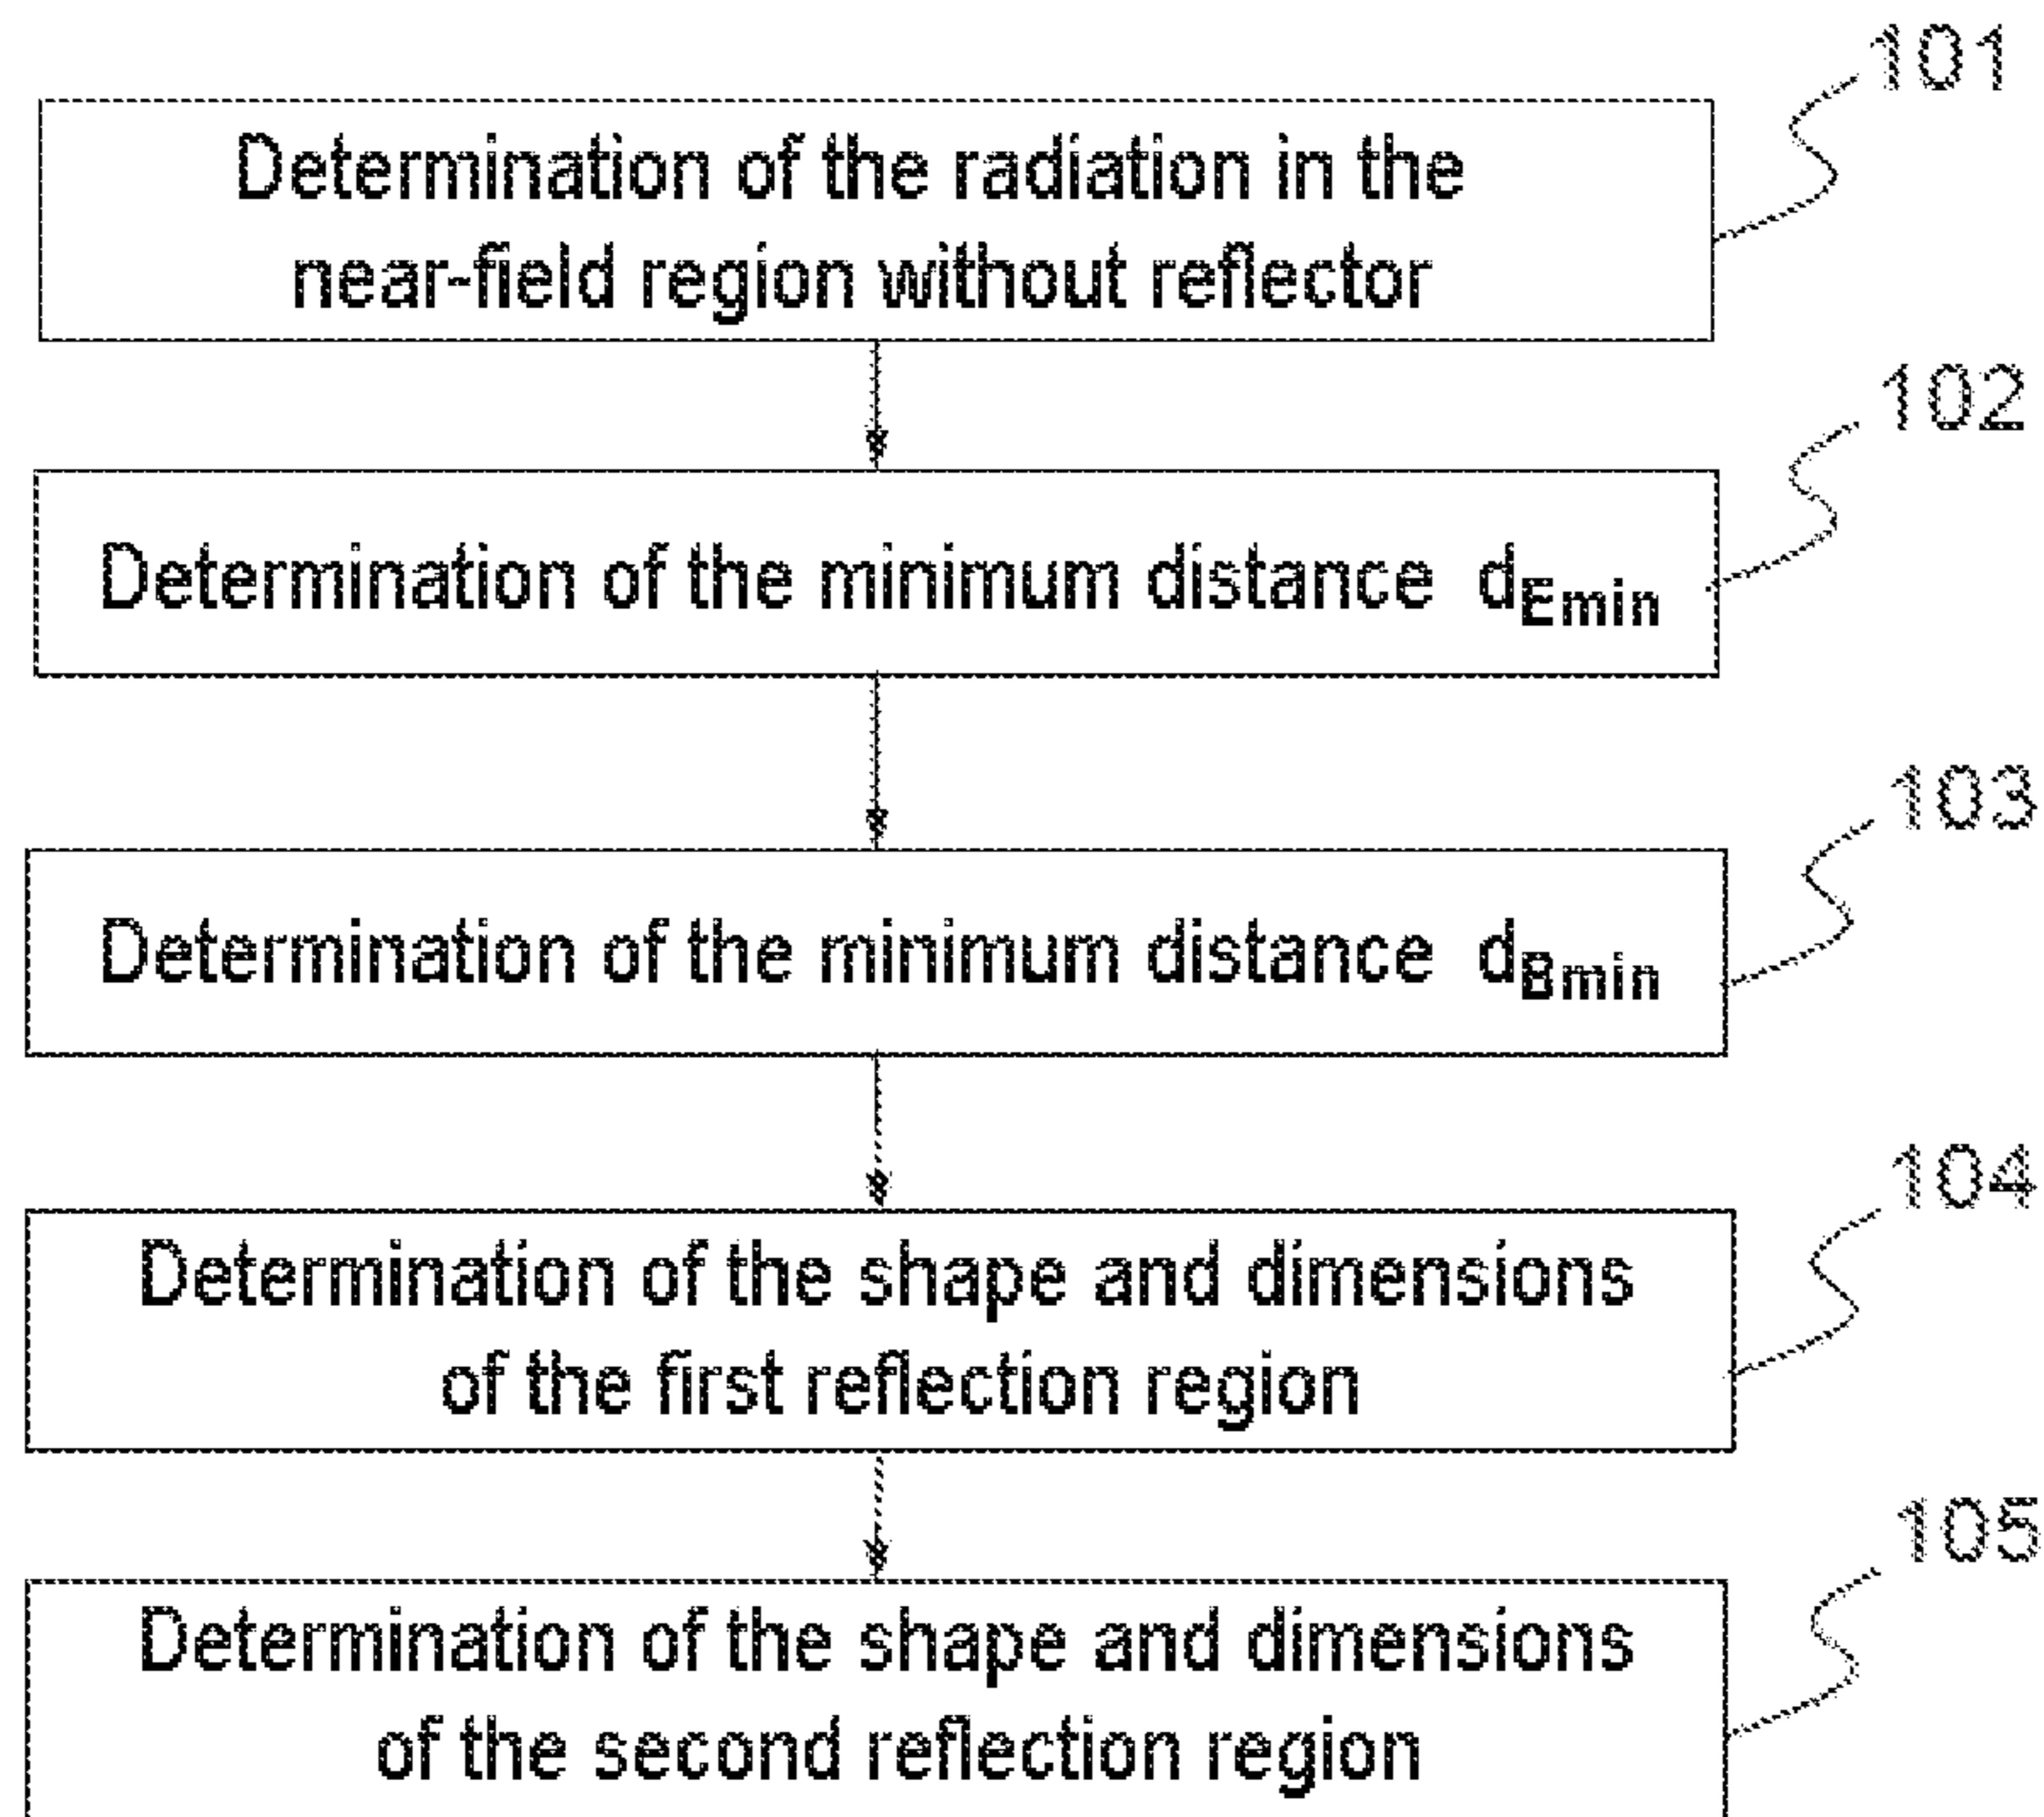 101
Determination of the radiation in the
near-field region without reflector
102
Determination of the minimum distance dEmin
103
Determination of the minimum distance dBmin
104
Determination of the shape and dimensions
of the first reflection region
105
Determination of the shape and dimensions
of the second reflection region